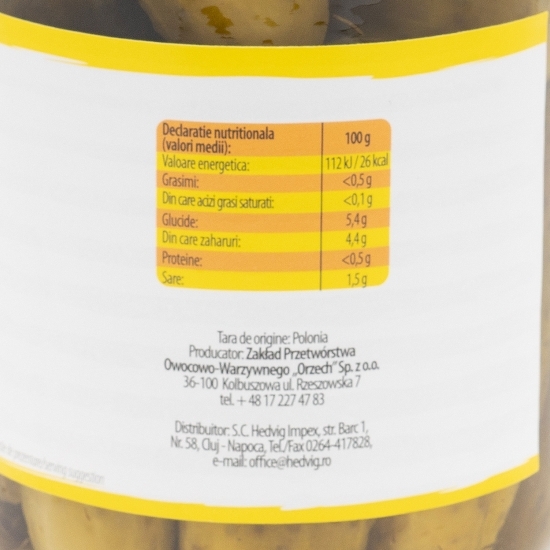 Declaratie nutritionala
(valori medii): 100 g
Valoare energetica: 112 kJ / 26 kcal
Grasimi: <0,5 g
Din care acizi grasi saturati: <0,1 g
Glucide: 5,4 g
Din care zaharuri: 4,4 g
Proteine: <0,5 g
Sare: 1,5 g
Tara de origine: Polonia
Producator: Zakład Przetwórstwa
Owocowo-Warzywnego „Orzech" Sp. z o.o.
36-100 Kolbuszowa ul. Rzeszowska 7
tel. + 48 17 227 47 83
Distribuitor: S.C. Hedvig Impex, str. Barc 1,
Nr. 58, Cluj - Napoca, Tel./Fax 0264-417828,
e-mail: office@hedvig.ro
serving suggestion